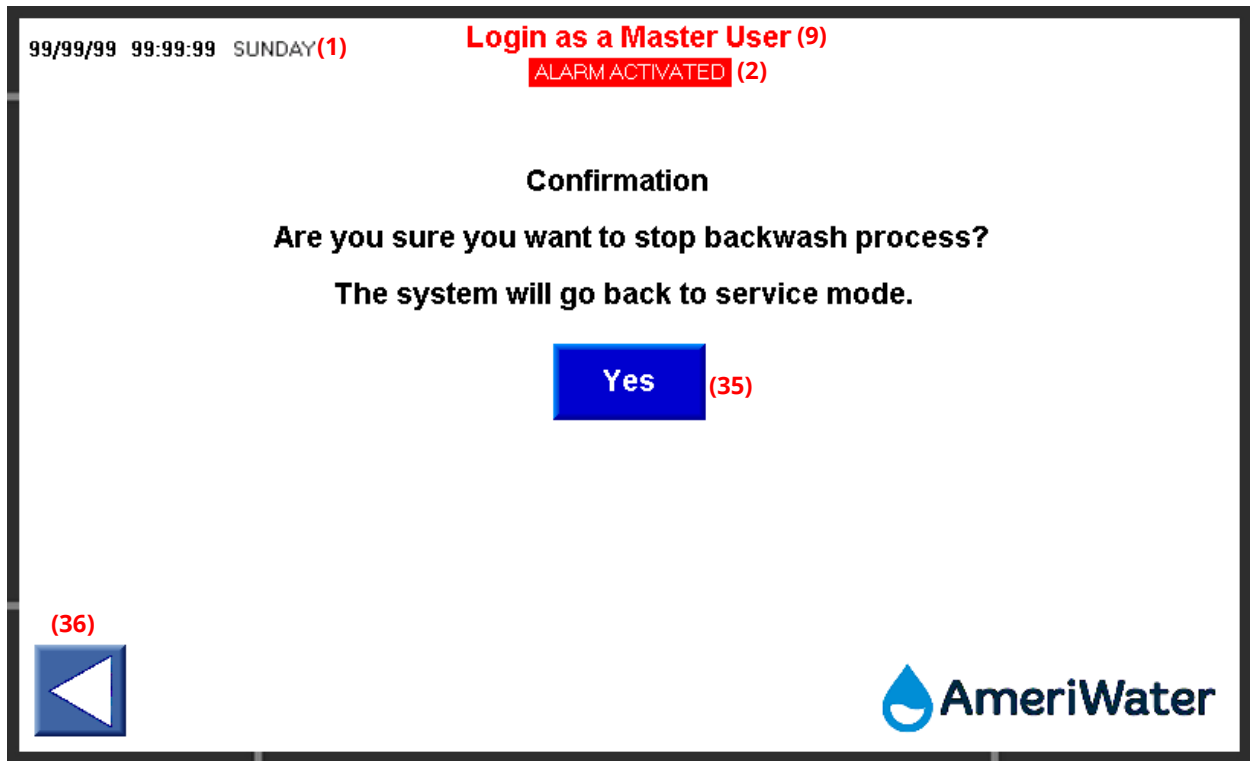 99/99/99 99:99:99 SUNDAY(1)
Login as a Master User (9)
ALARM ACTIVATED (2)
Confirmation
Are you sure you want to stop backwash process?
The system will go back to service mode.
Yes (35)
(36)
AmeriWater